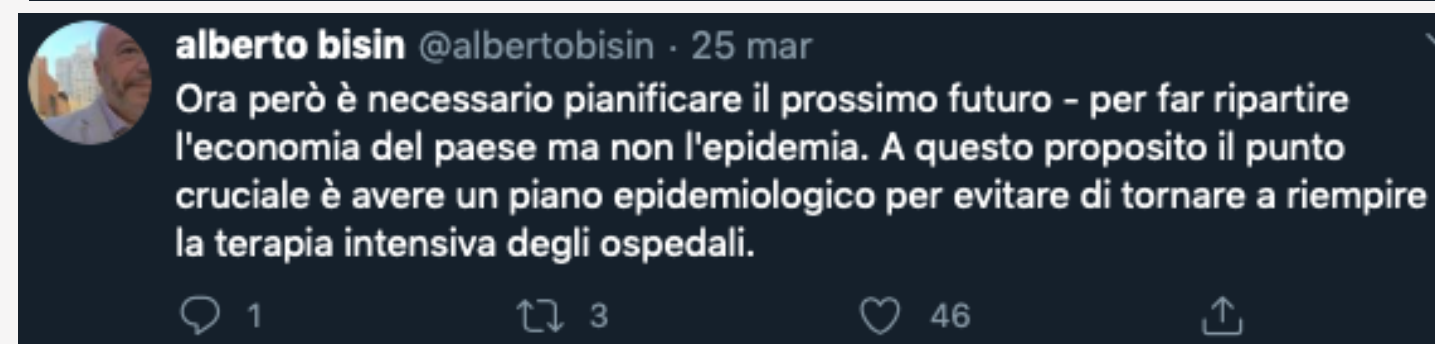 alberto bisin @albertobisin · 25 mar
Ora però è necessario pianificare il prossimo futuro - per far ripartire
l'economia del paese ma non l'epidemia. A questo proposito il punto
cruciale è avere un piano epidemiologico per evitare di tornare a riempire
la terapia intensiva degli ospedali.
1 3 46